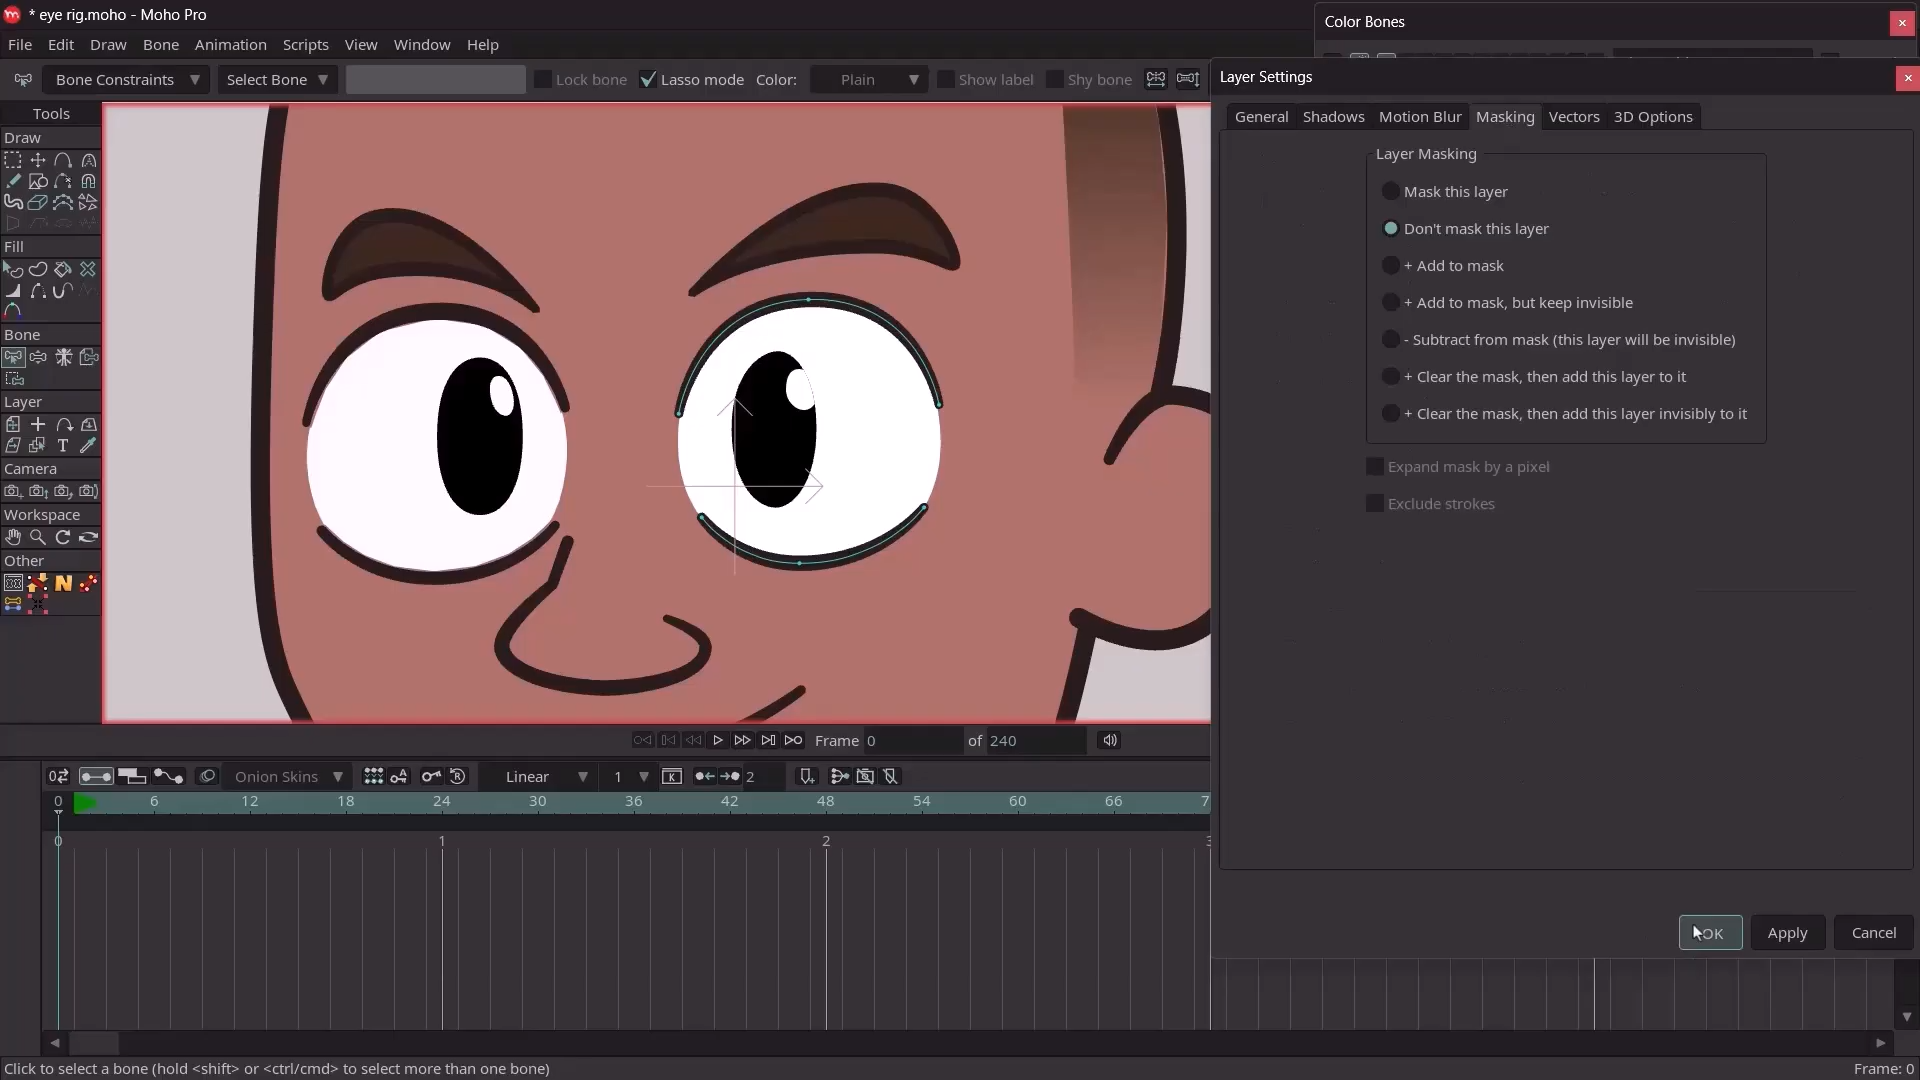 * eye rig.moho - Moho Pro
Color Bones
File Edit Draw Bone Animation Scripts View Window Help
Bone Constraints Select Bone Lock bone Lasso mode Color: Plain Show label Shy bone
Layer Settings
General Shadows Motion Blur Masking Vectors 3D Options
Tools
Draw
Fill
Bone
Layer
T
Camera
Workspace
Other
N
Layer Masking
Mask this layer
Don't mask this layer
+ Add to mask
+ Add to mask, but keep invisible
- Subtract from mask (this layer will be invisible)
+ Clear the mask, then add this layer to it
+ Clear the mask, then add this layer invisibly to it
Expand mask by a pixel
Exclude strokes
OK Apply Cancel
Frame 0 of 240
Onion Skins Linear 1 2
0 6 12 18 24 30 36 42 48 54 60 66
0 1 2
Click to select a bone (hold <shift> or <ctrl/cmd> to select more than one bone)
Frame: 0